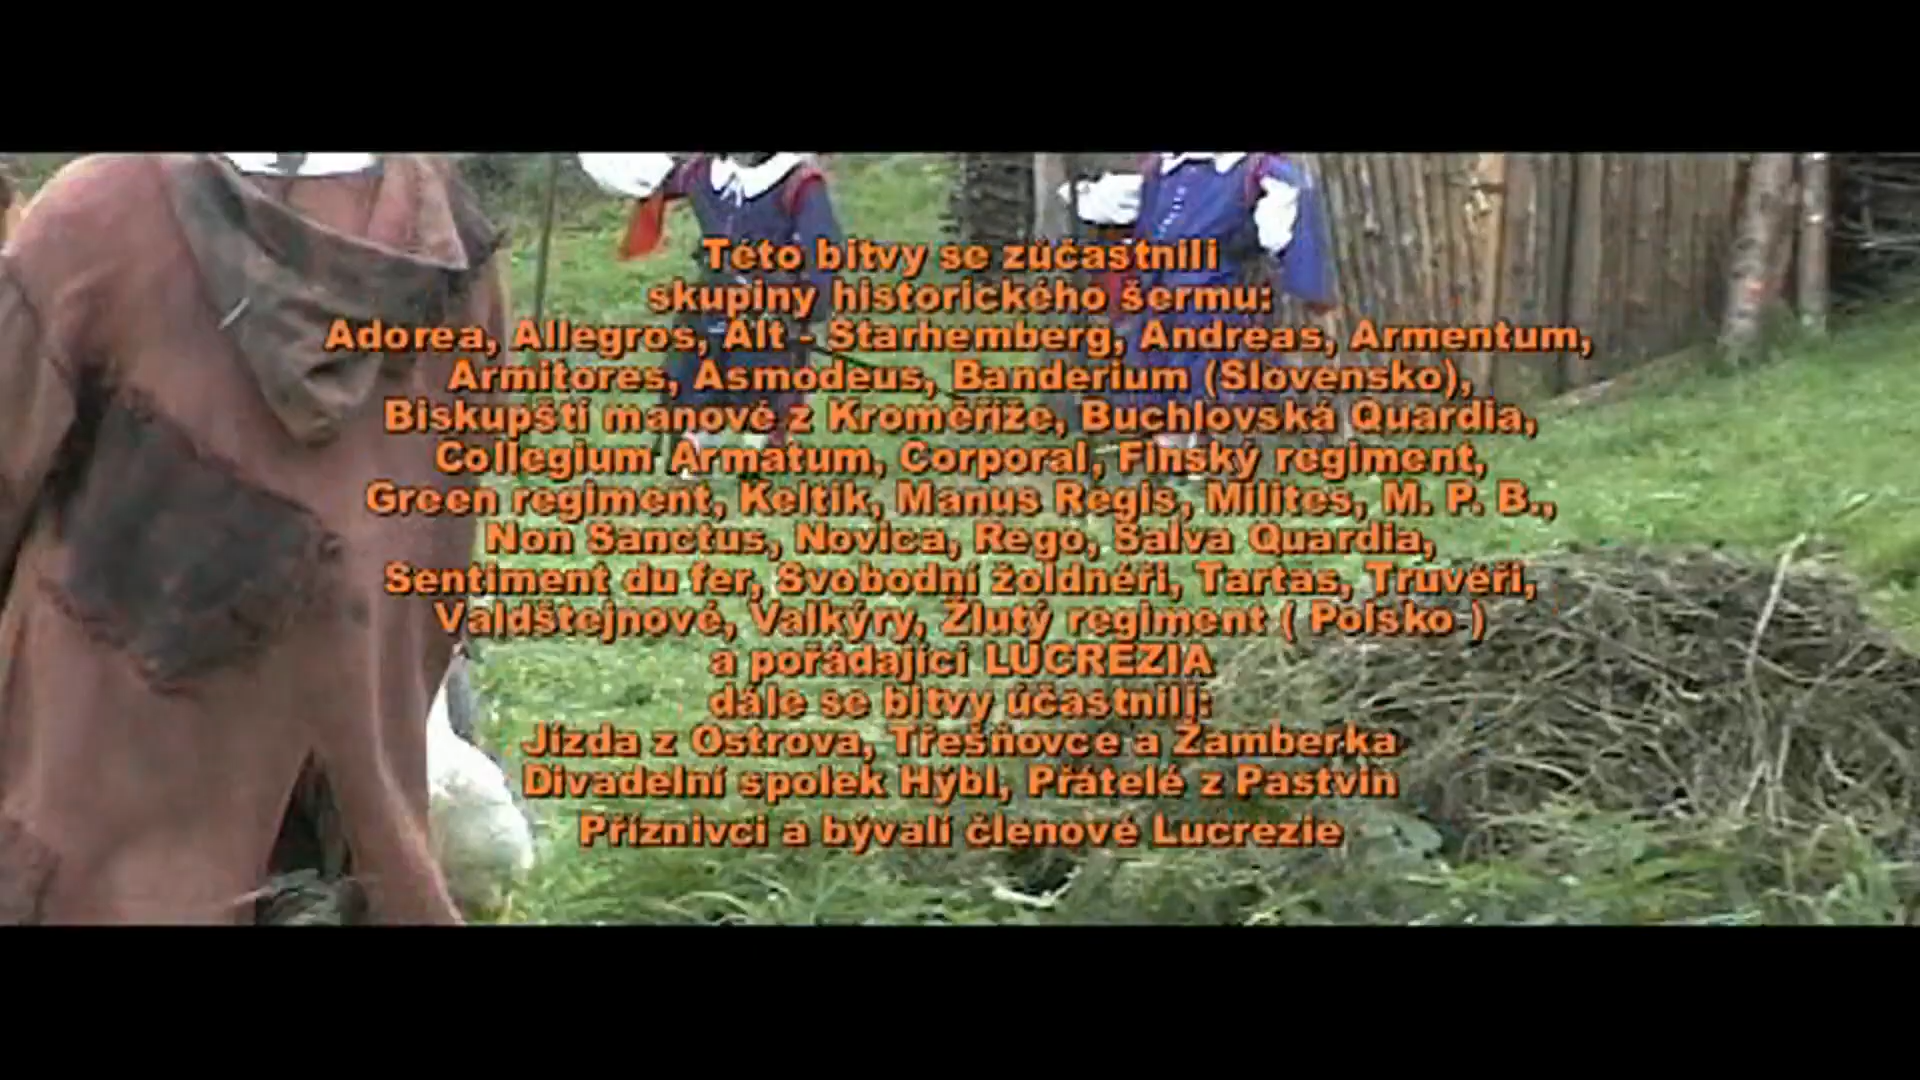 Této bitvy se zúčastnili
skupiny historického šermu:
Adorea, Allegros, Alt - Starhemberg, Andreas, Armentum,
Armitores, Asmodeus, Banderium (Slovensko),
Biskupští manové z Kroměříže, Buchlovská Quardia,
Collegium Armatum, Corporal, Finský regiment,
Green regiment, Keltik, Manus Regis, Milites, M. P. B.,
Non Sanctus, Novica, Rego, Salva Quardia,
Sentiment du fer, Svobodní žoldnéři, Tartas, Truvéři,
Valdštejnové, Valkýry, Žlutý regiment ( Polsko )
a pořádající LUCREZIA
dále se bitvy účastnili:
Jízda z Ostrova, Třešňovce a Žamberka
Divadelní spolek Hýbl, Přátelé z Pastvin
Příznivci a bývalí členové Lucrezie